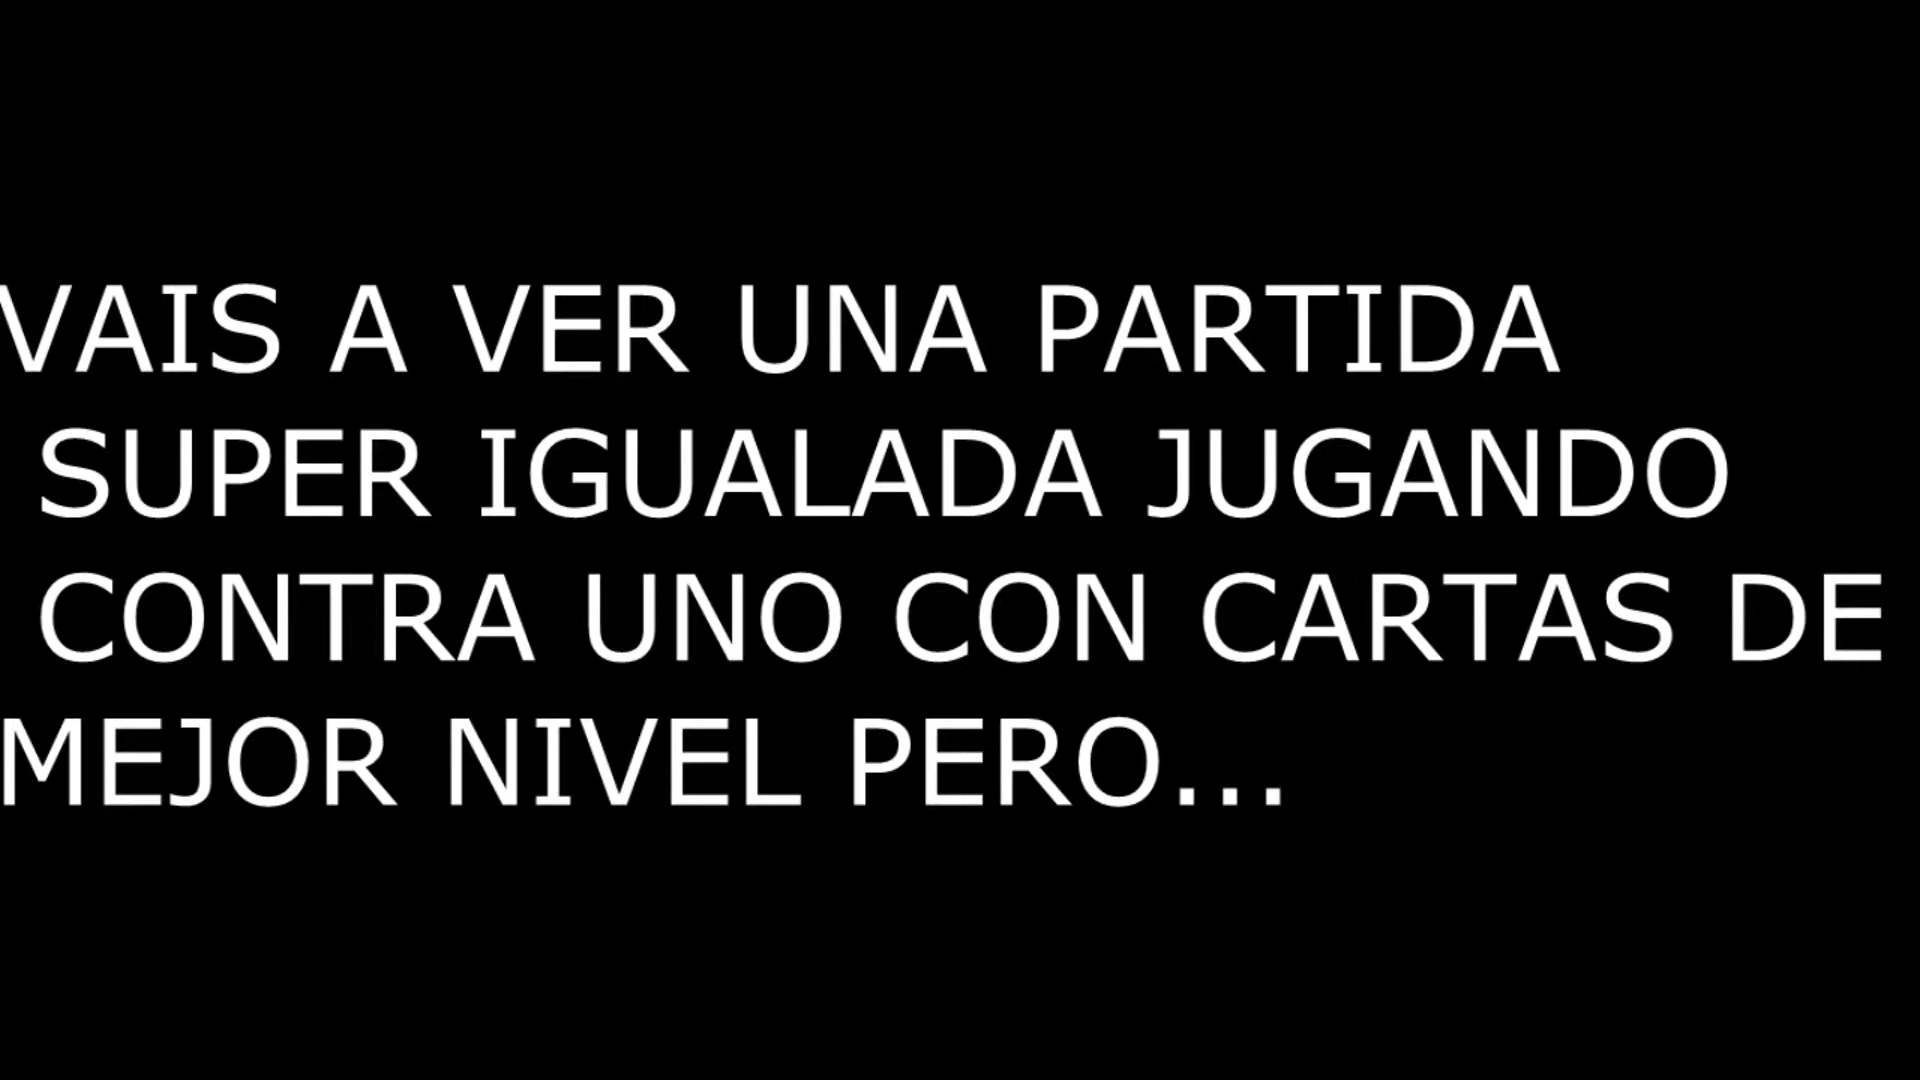 VAIS A VER UNA PARTIDA
SUPER IGUALADA JUGANDO
CONTRA UNO CON CARTAS DE
MEJOR NIVEL PERO...